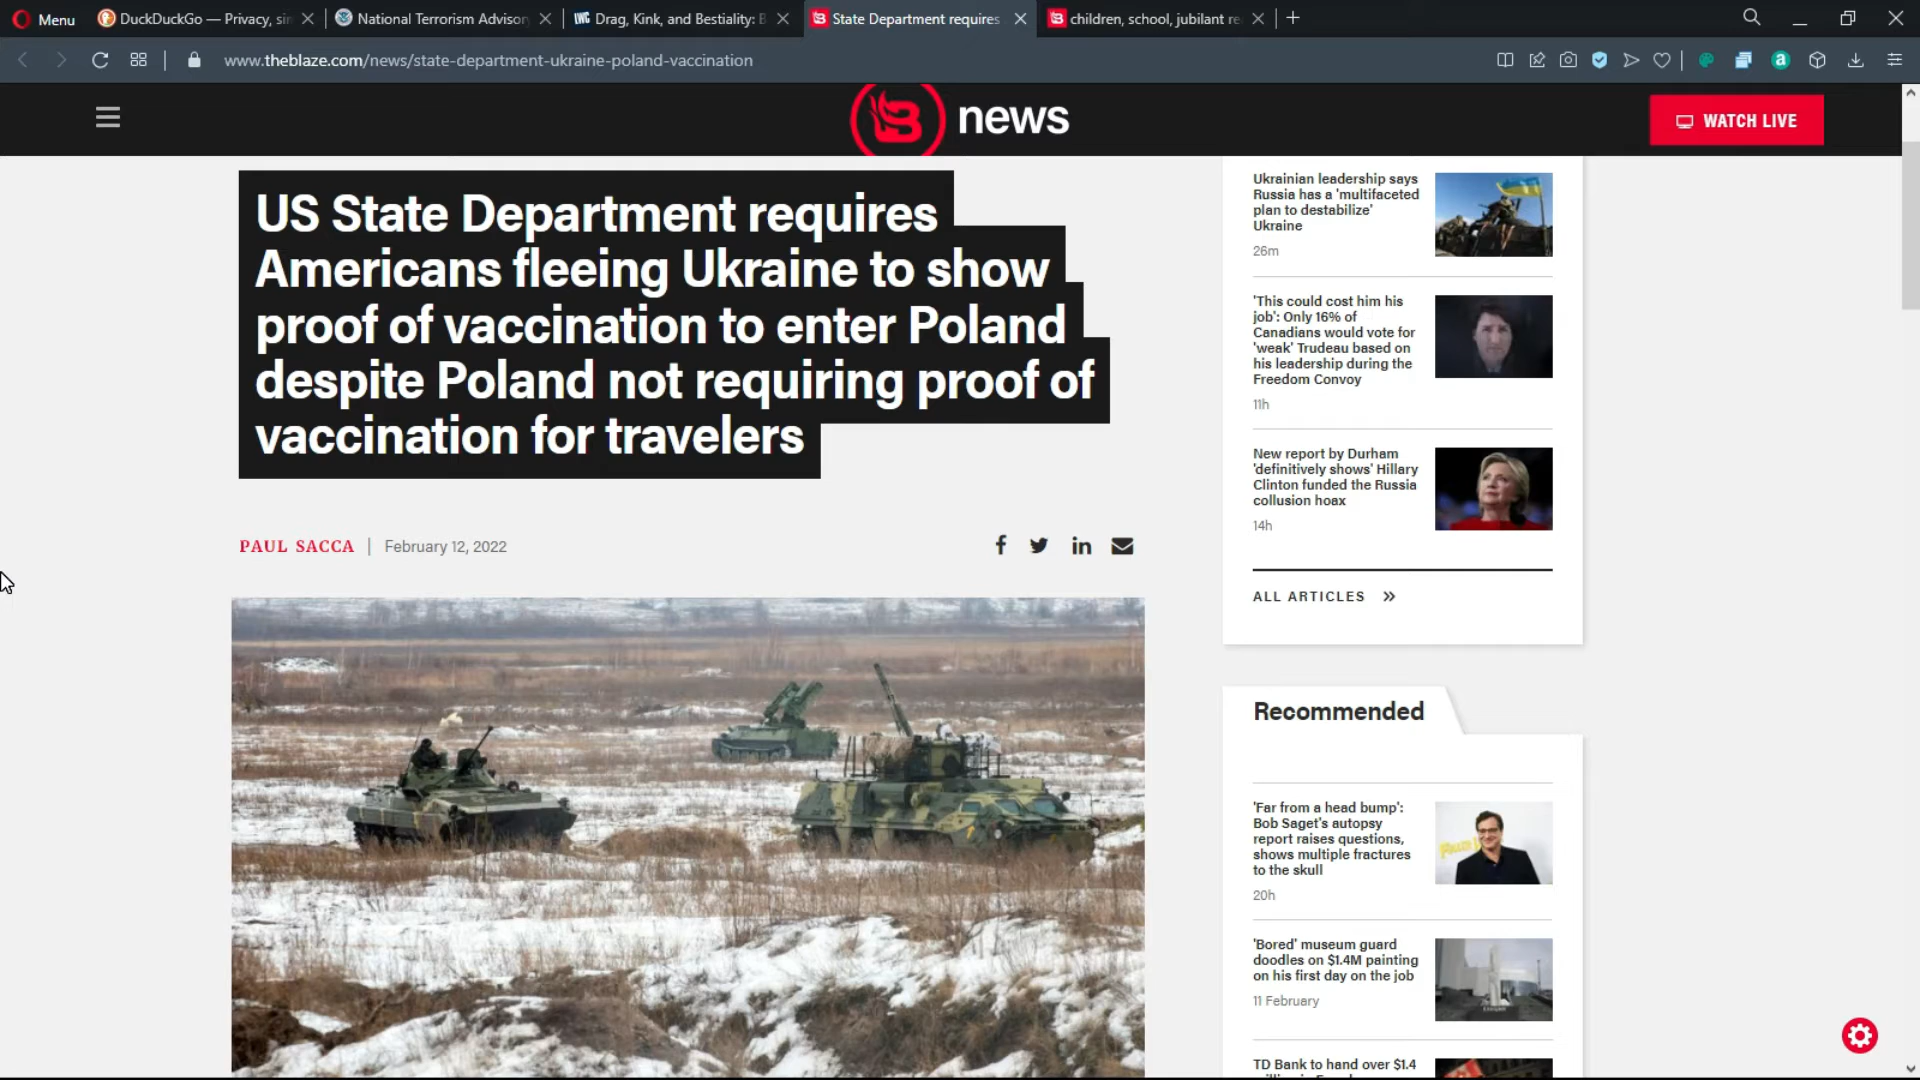 Menu
DuckDuckGo — Privacy, sin
National Terrorism Advisor
Drag, Kink, and Bestiality: B
State Department requires
children, school, jubilant re
www.theblaze.com/news/state-department-ukraine-poland-vaccination
news
WATCH LIVE
US State Department requires
Americans fleeing Ukraine to show
proof of vaccination to enter Poland
despite Poland not requiring proof of
vaccination for travelers
PAUL SACCA | February 12, 2022
Ukrainian leadership says
Russia has a 'multifaceted
plan to destabilize'
Ukraine
26m
'This could cost him his
job': Only 16% of
Canadians would vote for
'weak' Trudeau based on
his leadership during the
Freedom Convoy
11h
New report by Durham
'definitively shows' Hillary
Clinton funded the Russia
collusion hoax
14h
ALL ARTICLES
Recommended
'Far from a head bump':
Bob Saget's autopsy
report raises questions,
shows multiple fractures
to the skull
20h
'Bored' museum guard
doodles on $1.4M painting
on his first day on the job
11 February
TD Bank to hand over $1.4